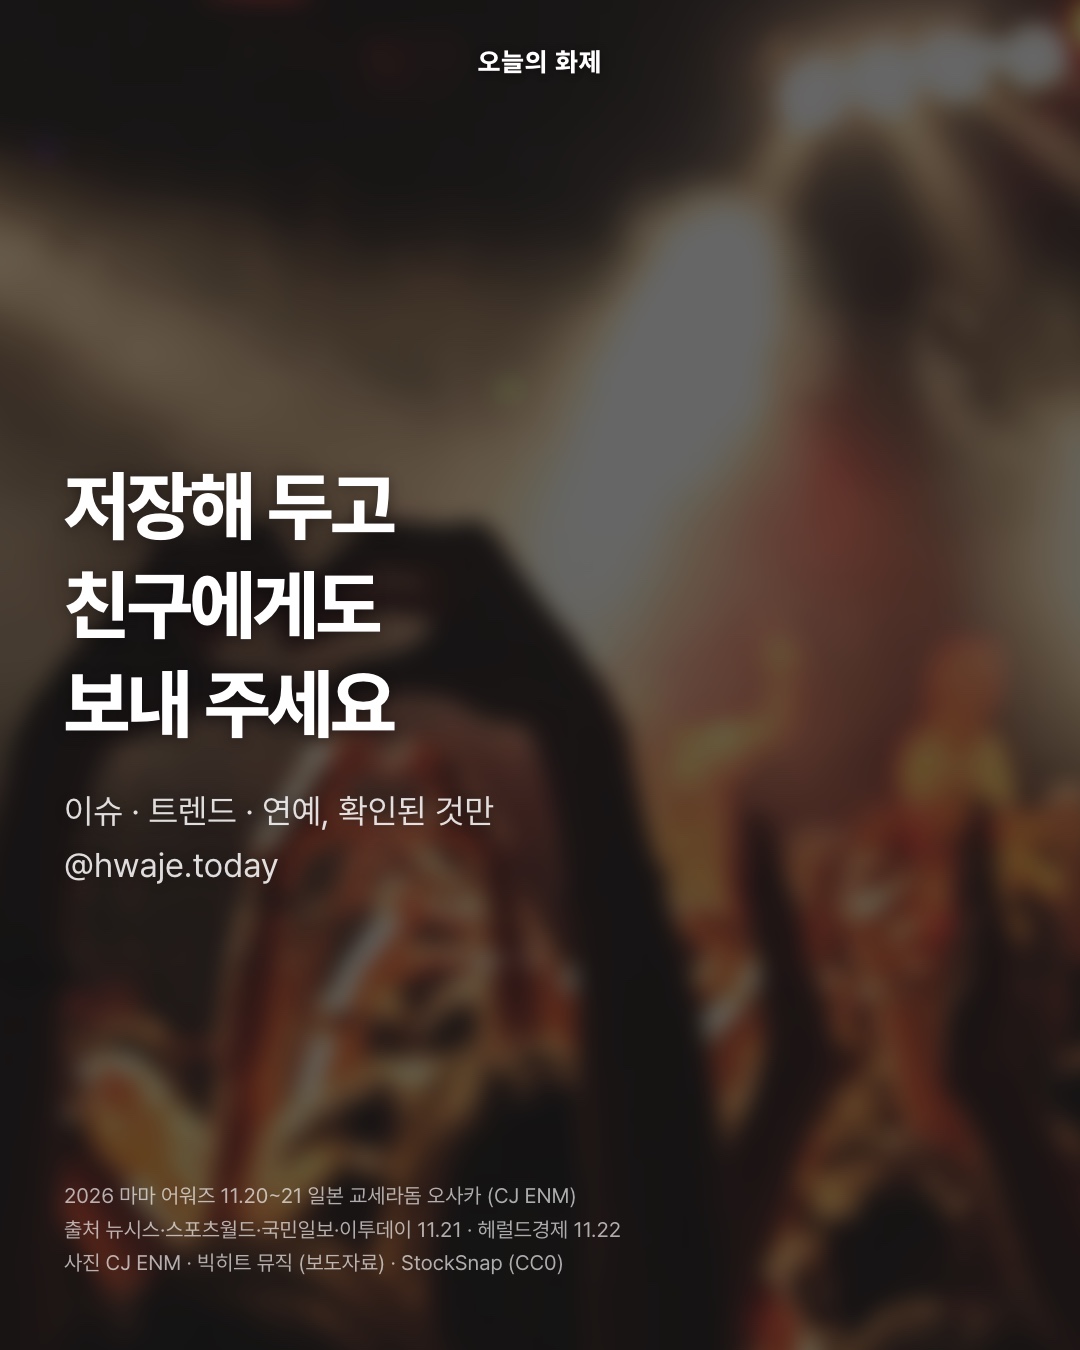 오늘의 화제
저장해 두고
친구에게도
보내 주세요
이슈 · 트렌드 · 연예, 확인된 것만
@hwaje.today
2026 마마 어워즈 11.20~21 일본 교세라돔 오사카 (CJ ENM)
출처 뉴시스·스포츠월드·국민일보·이투데이 11.21 · 헤럴드경제 11.22
사진 CJ ENM · 빅히트 뮤직 (보도자료) · StockSnap (CC0)